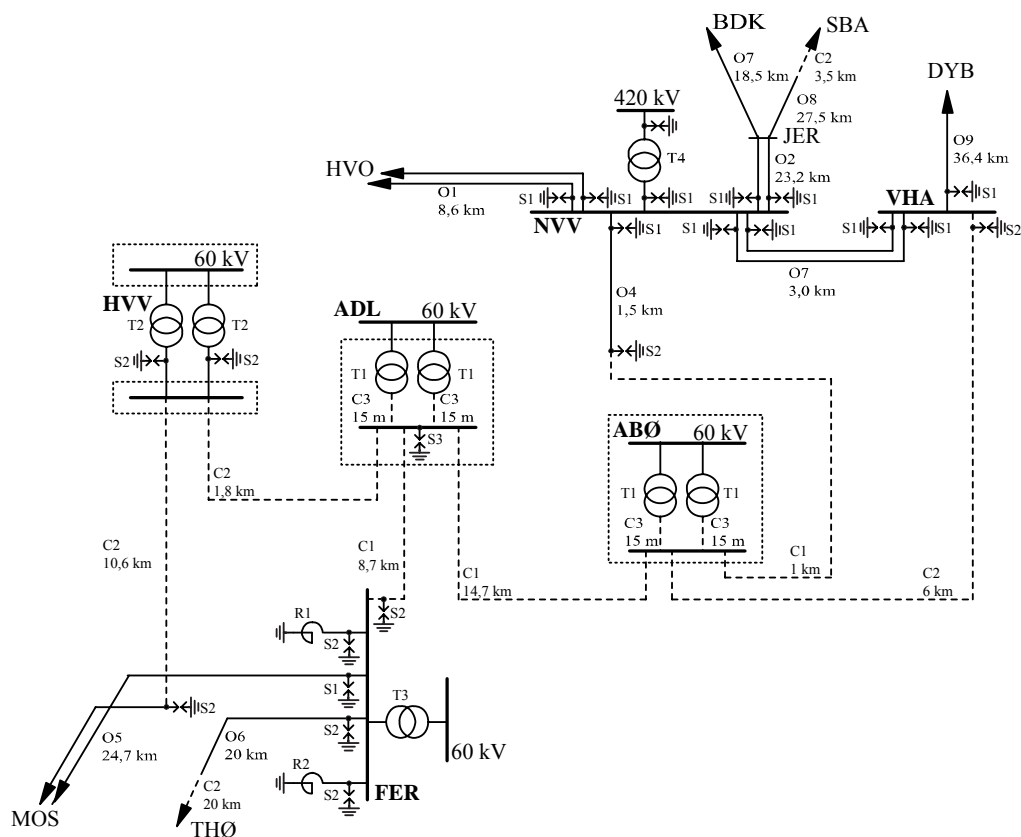 BDK
SBA
O7
18,5 km
C2
3,5 km
O8
27,5 km
DYB
420 kV
JER
T4
O2
23,2 km
O9
36,4 km
HVO
O1
8,6 km
S1
S1
S1
S1
S1
S1
VHA
NVV
S1
S1
S1
S1
S1
S2
O7
3,0 km
60 kV
HVV
T2
T2
S2
S2
O4
1,5 km
S2
ADL
60 kV
T1
T1
C3
15 m
C3
15 m
S3
ABØ
60 kV
T1
T1
C3
15 m
C3
15 m
C2
1,8 km
C2
10,6 km
C1
8,7 km
C1
14,7 km
C1
1 km
C2
6 km
S2
R1
S2
S1
T3
S2
O5
24,7 km
O6
20 km
S2
60 kV
R2
S2
FER
C2
20 km
MOS
THØ